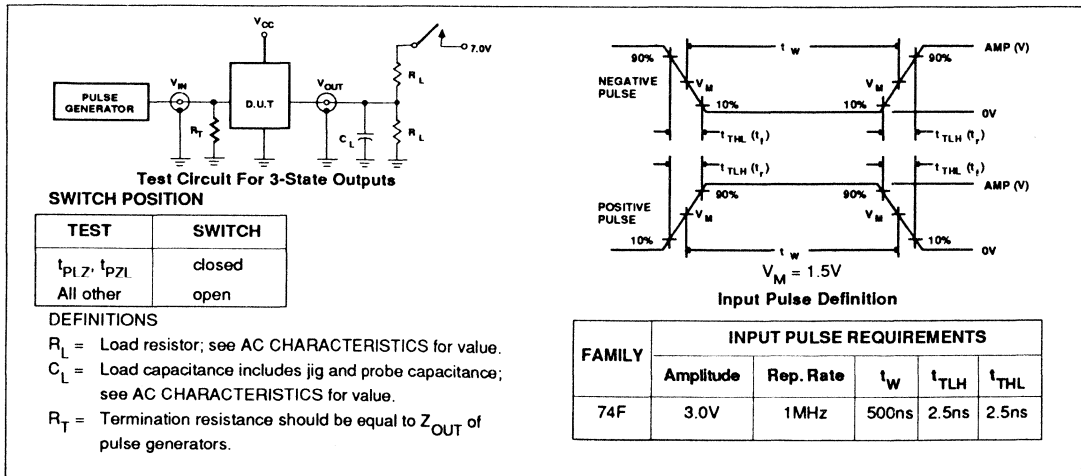 VCC
7.0V
RL
PULSE
GENERATOR
VIN
D.U.T
VOUT
RT
CL
RL
Test Circuit For 3-State Outputs
SWITCH POSITION
TEST SWITCH
tPLZ, tPZL closed
All other open
DEFINITIONS
RL = Load resistor; see AC CHARACTERISTICS for value.
CL = Load capacitance includes jig and probe capacitance;
see AC CHARACTERISTICS for value.
RT = Termination resistance should be equal to ZOUT of
pulse generators.
tW AMP (V)
90% 90%
NEGATIVE
PULSE
VM VM
10% 10%
0V
tTHL (tf) tTLH (tr)
tTLH (tr) tTHL (tf)
AMP (V)
90% 90%
POSITIVE
PULSE
VM VM
10% 10%
tW 0V
VM = 1.5V
Input Pulse Definition
FAMILY INPUT PULSE REQUIREMENTS
Amplitude Rep. Rate tW tTLH tTHL
74F 3.0V 1MHz 500ns 2.5ns 2.5ns